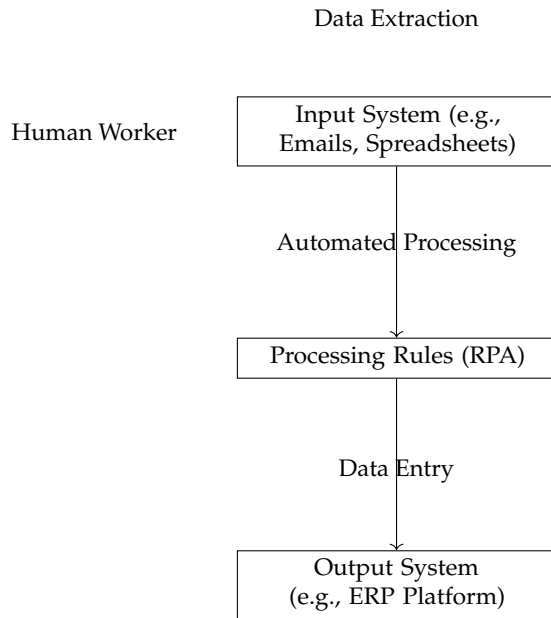 Data Extraction
Human Worker
Input System (e.g.,
Emails, Spreadsheets)
Automated Processing
Processing Rules (RPA)
Data Entry
Output System
(e.g., ERP Platform)